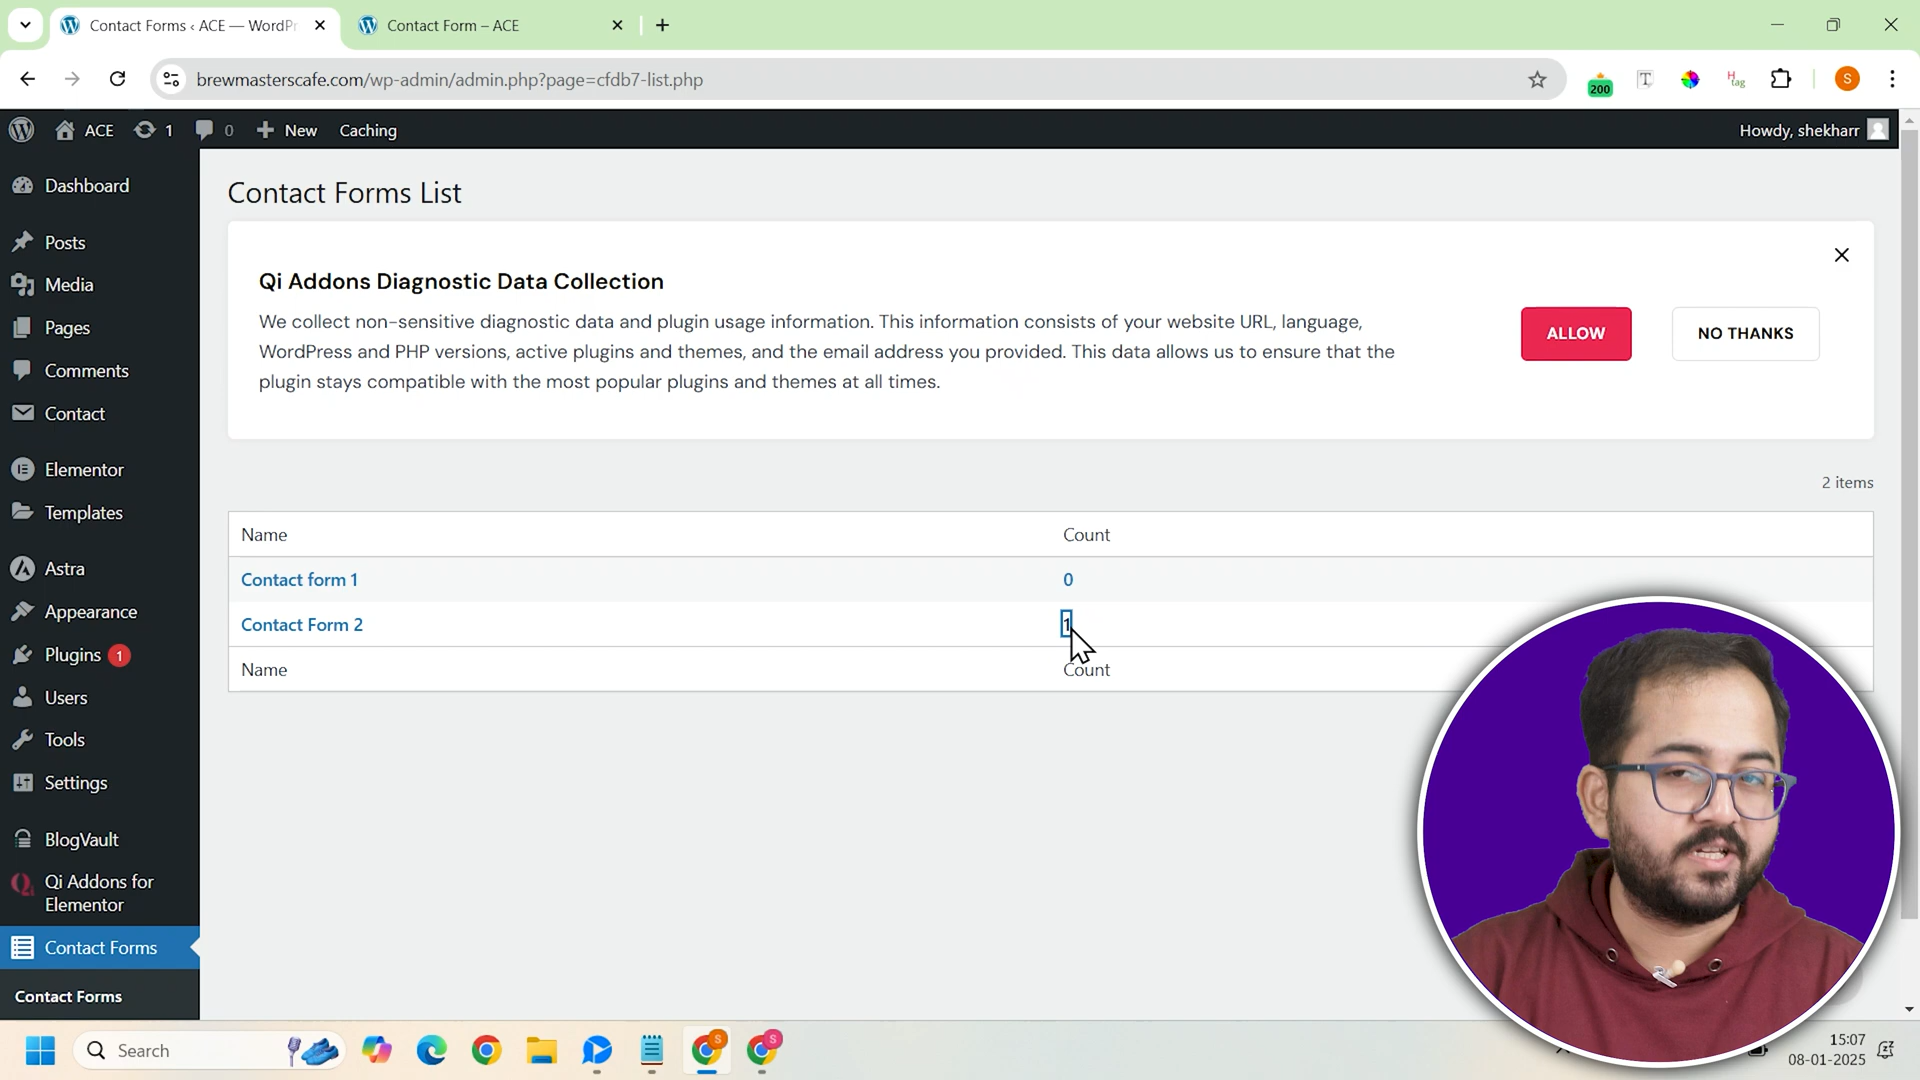 Contact Forms ‹ ACE — WordPr
Contact Form – ACE
brewmasterscafe.com/wp-admin/admin.php?page=cfdb7-list.php
200
T
H
tag
S
ACE
1
0
New
Caching
Howdy, shekharr
Dashboard
Posts
Media
Pages
Comments
Contact
Elementor
Templates
Astra
Appearance
Plugins 1
Users
Tools
Settings
BlogVault
Qi Addons for
Elementor
Contact Forms
Contact Forms
Contact Forms List
Qi Addons Diagnostic Data Collection
We collect non-sensitive diagnostic data and plugin usage information. This information consists of your website URL, language,
WordPress and PHP versions, active plugins and themes, and the email address you provided. This data allows us to ensure that the
plugin stays compatible with the most popular plugins and themes at all times.
ALLOW
NO THANKS
2 items
Name Count
Contact form 1 0
Contact Form 2 1
Name Count
Search
S
S
15:07
08-01-2025